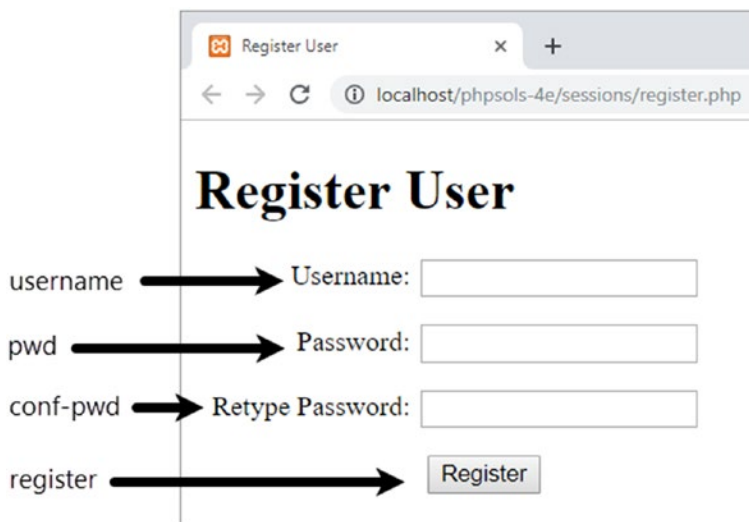 Register User
localhost/phpsols-4e/sessions/register.php
Register User
username Username:
pwd Password:
conf-pwd Retype Password:
register Register